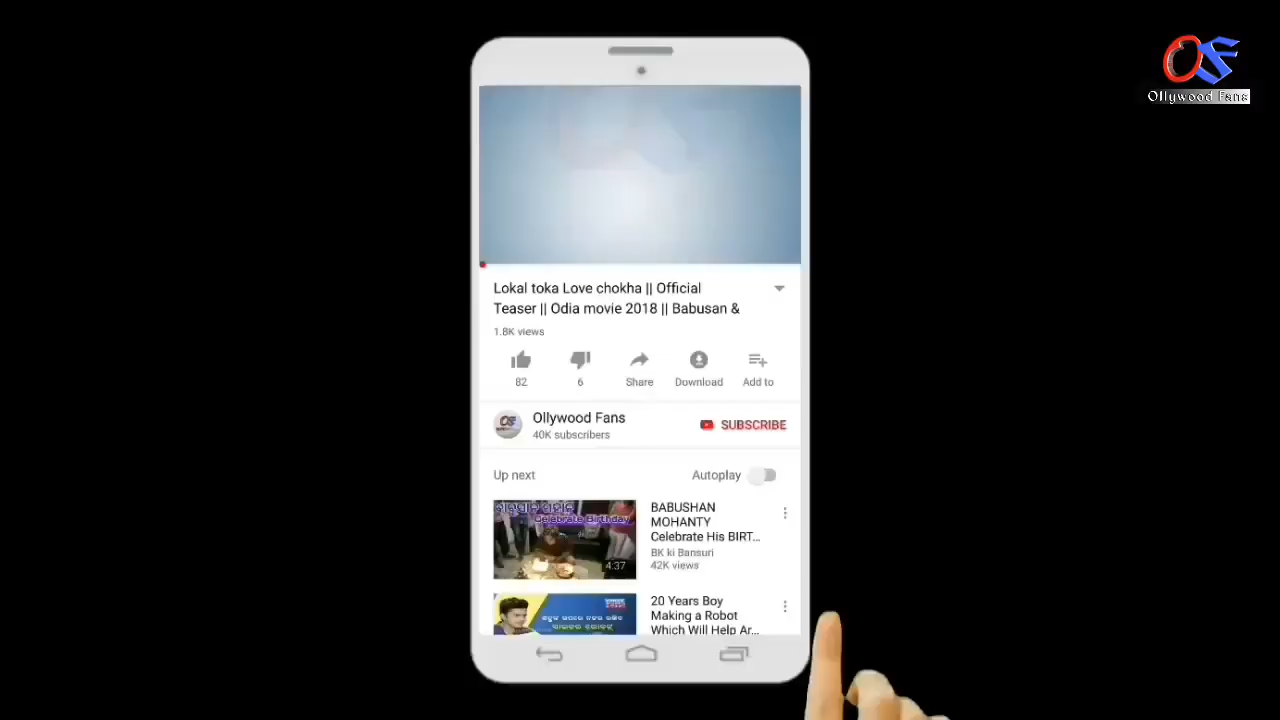 OF
Ollywood Fans
Lokal toka Love chokha || Official
Teaser || Odia movie 2018 || Babusan &
1.8K views
82
6
Share
Download
Add to
Ollywood Fans
40K subscribers
SUBSCRIBE
Up next
Autoplay
Celebrate Birthday
4:37
BABUSHAN
MOHANTY
Celebrate His BIRT...
BK ki Bansuri
42K views
20 Years Boy
Making a Robot
Which Will Help Ar...